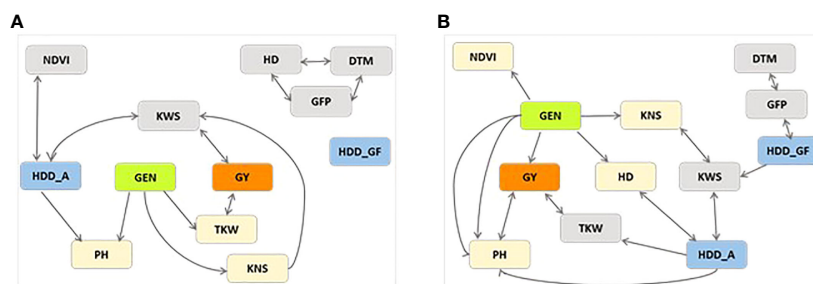 A
NDVI
HD
DTM
GFP
KWS
HDD_GF
HDD_A
GEN
GY
TKW
PH
KNS
B
NDVI
DTM
GFP
GEN
KNS
HDD_GF
GY
HD
KWS
TKW
PH
HDD_A